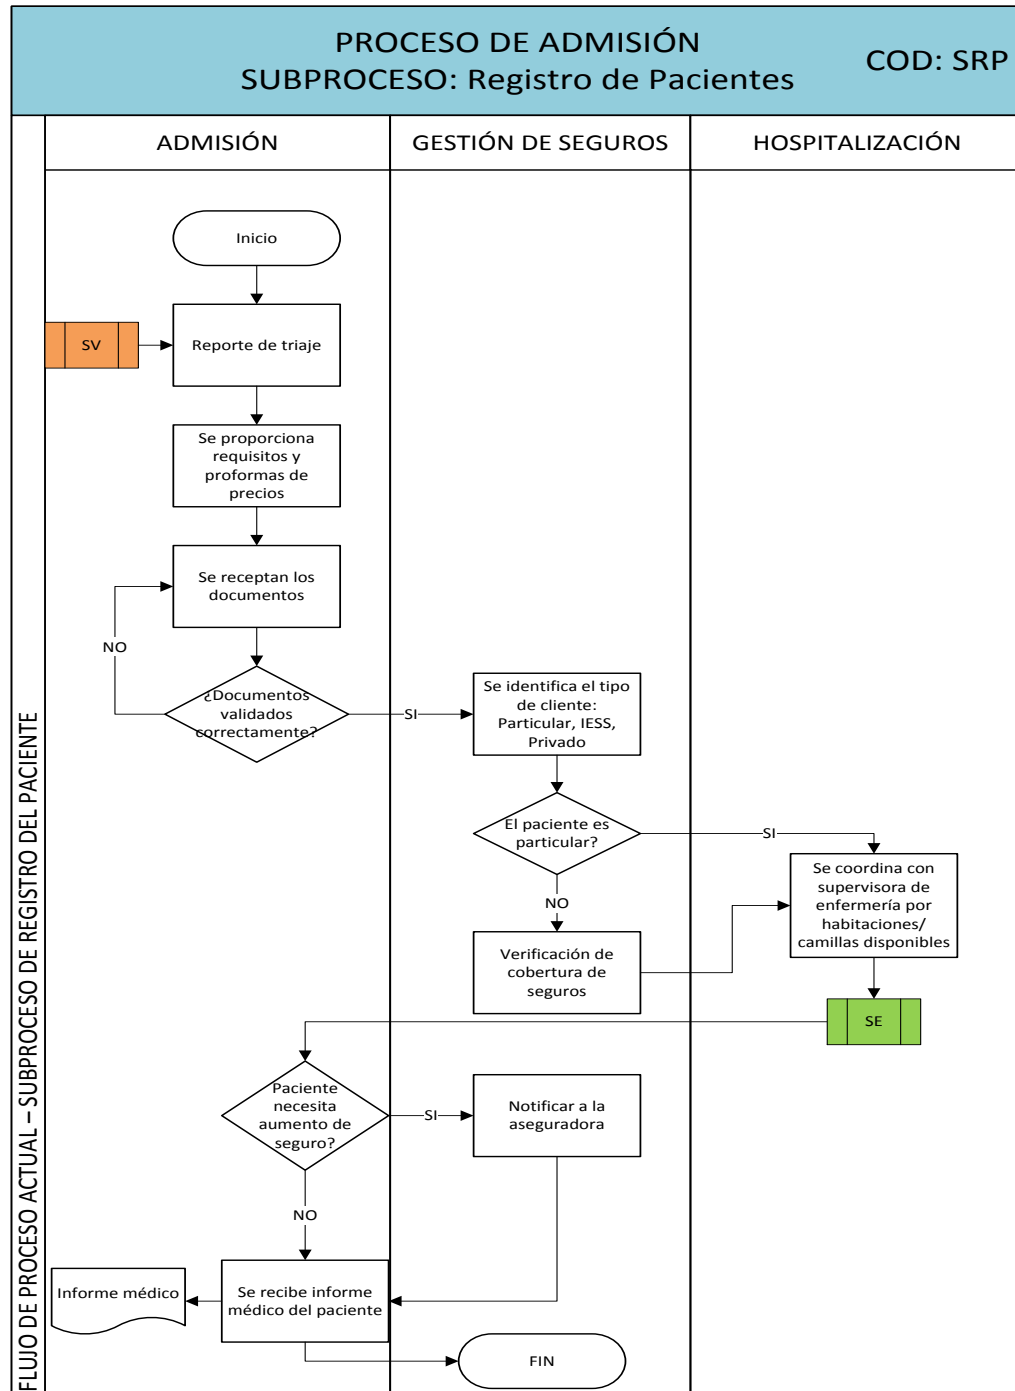 PROCESO DE ADMISIÓN
SUBPROCESO: Registro de Pacientes
COD: SRP
FLUJO DE PROCESO ACTUAL – SUBPROCESO DE REGISTRO DEL PACIENTE
ADMISIÓN
GESTIÓN DE SEGUROS
HOSPITALIZACIÓN
Inicio
SV
Reporte de triaje
Se proporciona
requisitos y
proformas de
precios
Se receptan los
documentos
NO
¿Documentos
validados
correctamente?
SI
Se identifica el tipo
de cliente:
Particular, IESS,
Privado
El paciente es
particular?
SI
NO
Se coordina con
supervisora de
enfermería por
habitaciones/
camillas disponibles
Verificación de
cobertura de
seguros
SE
Paciente
necesita
aumento de
seguro?
SI
Notificar a la
aseguradora
NO
Informe médico
Se recibe informe
médico del paciente
FIN